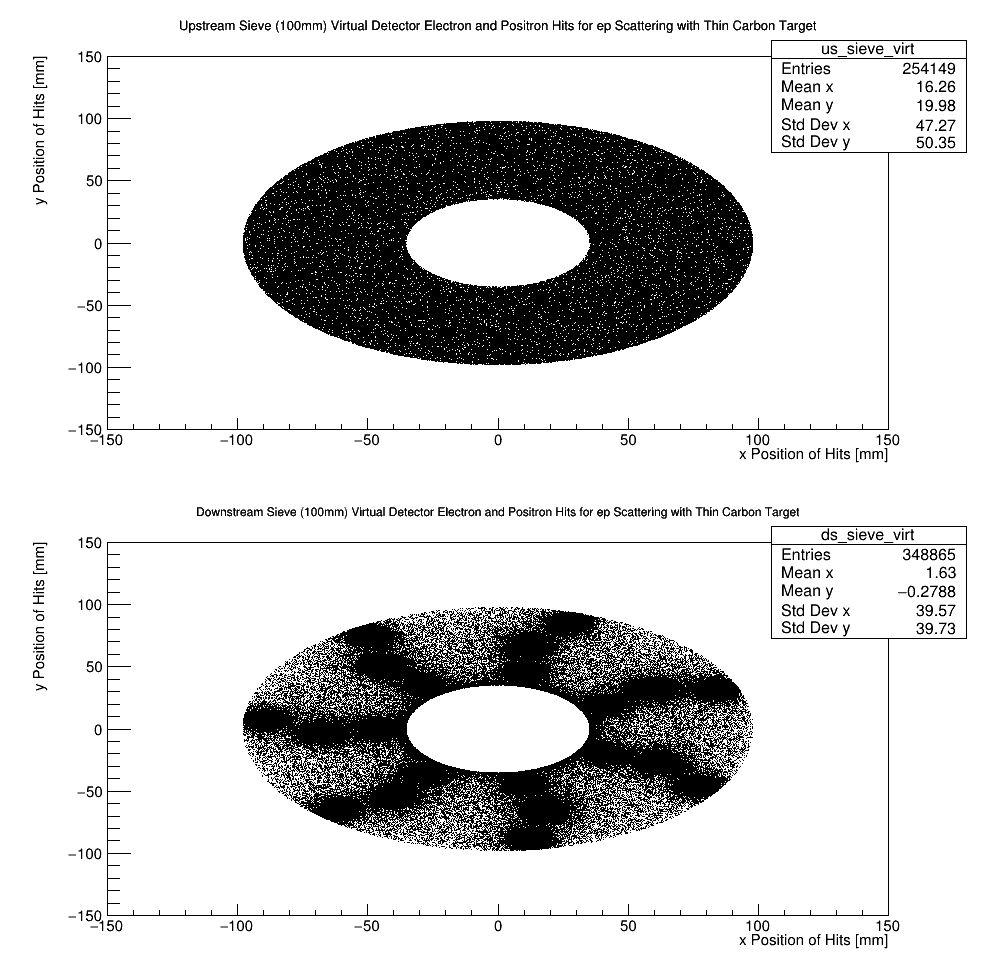 Upstream Sieve (100mm) Virtual Detector Electron and Positron Hits for ep Scattering with Thin Carbon Target
us_sieve_virt
Entries 254149
Mean x 16.26
Mean y 19.98
Std Dev x 47.27
Std Dev y 50.35
y Position of Hits [mm]
150
100
50
0
−50
−100
−150
−150 −100 −50 0 50 100 150
x Position of Hits [mm]
Downstream Sieve (100mm) Virtual Detector Electron and Positron Hits for ep Scattering with Thin Carbon Target
ds_sieve_virt
Entries 348865
Mean x 1.63
Mean y −0.2788
Std Dev x 39.57
Std Dev y 39.73
y Position of Hits [mm]
150
100
50
0
−50
−100
−150
−150 −100 −50 0 50 100 150
x Position of Hits [mm]